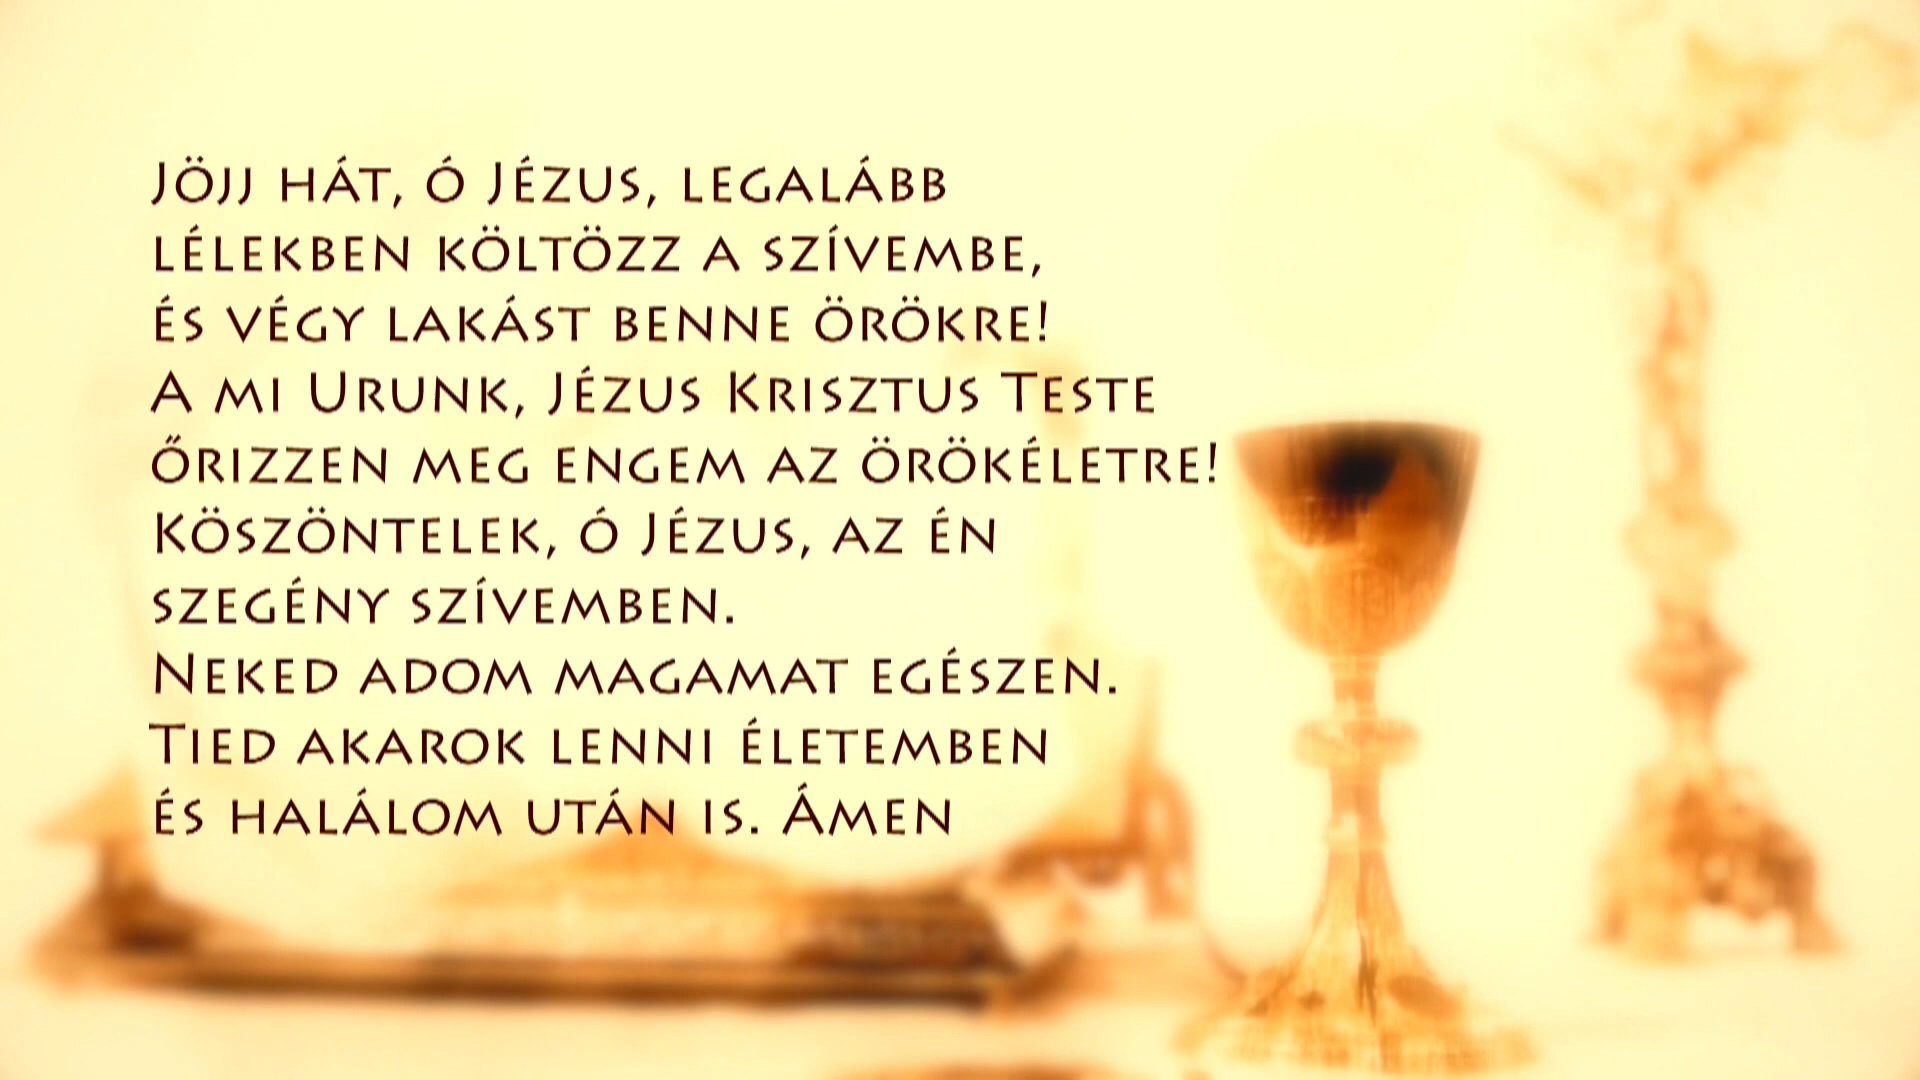 Jöjj hát, ó Jézus, legalább
lélekben költözz a szívembe,
és végy lakást benne örökre!
A mi Urunk, Jézus Krisztus Teste
őrizzen meg engem az örökéletre!
Köszöntelek, ó Jézus, az én
szegény szívemben.
Neked adom magamat egészen.
Tied akarok lenni életemben
és halálom után is. Ámen